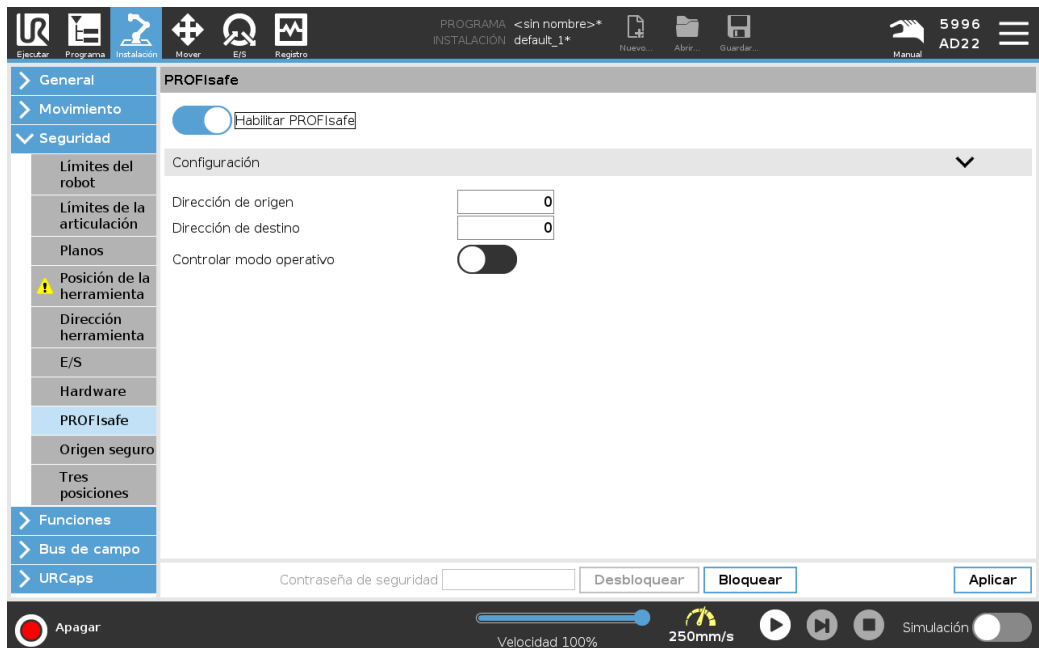 PROGRAMA <sin nombre>*
INSTALACIÓN default_1*
Ejecutar
Programa
Instalación
Mover
E/S
Registro
Nuevo...
Abrir...
Guardar...
Manual
5996
AD22
General
Movimiento
Seguridad
Límites del
robot
Límites de la
articulación
Planos
Posición de la
herramienta
Dirección
herramienta
E/S
Hardware
PROFIsafe
Origen seguro
Tres
posiciones
Funciones
Bus de campo
URCaps
PROFIsafe
Habilitar PROFIsafe
Configuración
Dirección de origen 0
Dirección de destino 0
Controlar modo operativo
Contraseña de seguridad
Desbloquear
Bloquear
Aplicar
Apagar
Velocidad 100%
250mm/s
Simulación